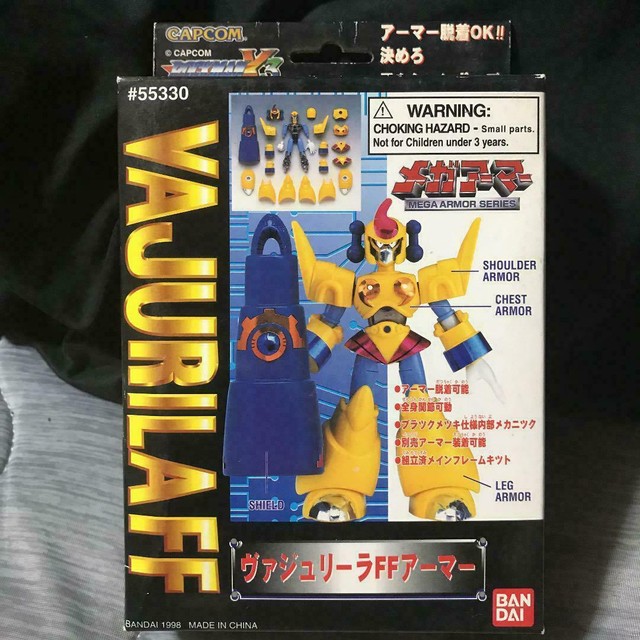 CAPCOM
© CAPCOM
ROCKMAN X3
アーマー脱着OK!!
決めろ
#55330
VAJURILAFF
WARNING:
CHOKING HAZARD - Small parts.
Not for Children under 3 years.
メガアーマー
MEGA ARMOR SERIES
SHOULDER
ARMOR
CHEST
ARMOR
●アーマー脱着可能
●全身関節可動
●ブラックメッキ仕様内部メカニック
●別売アーマー装着可能
●組立済メインフレームキット
LEG
ARMOR
SHIELD
ヴァジュリーラFFアーマー
BANDAI 1998 MADE IN CHINA
BAN
DAI